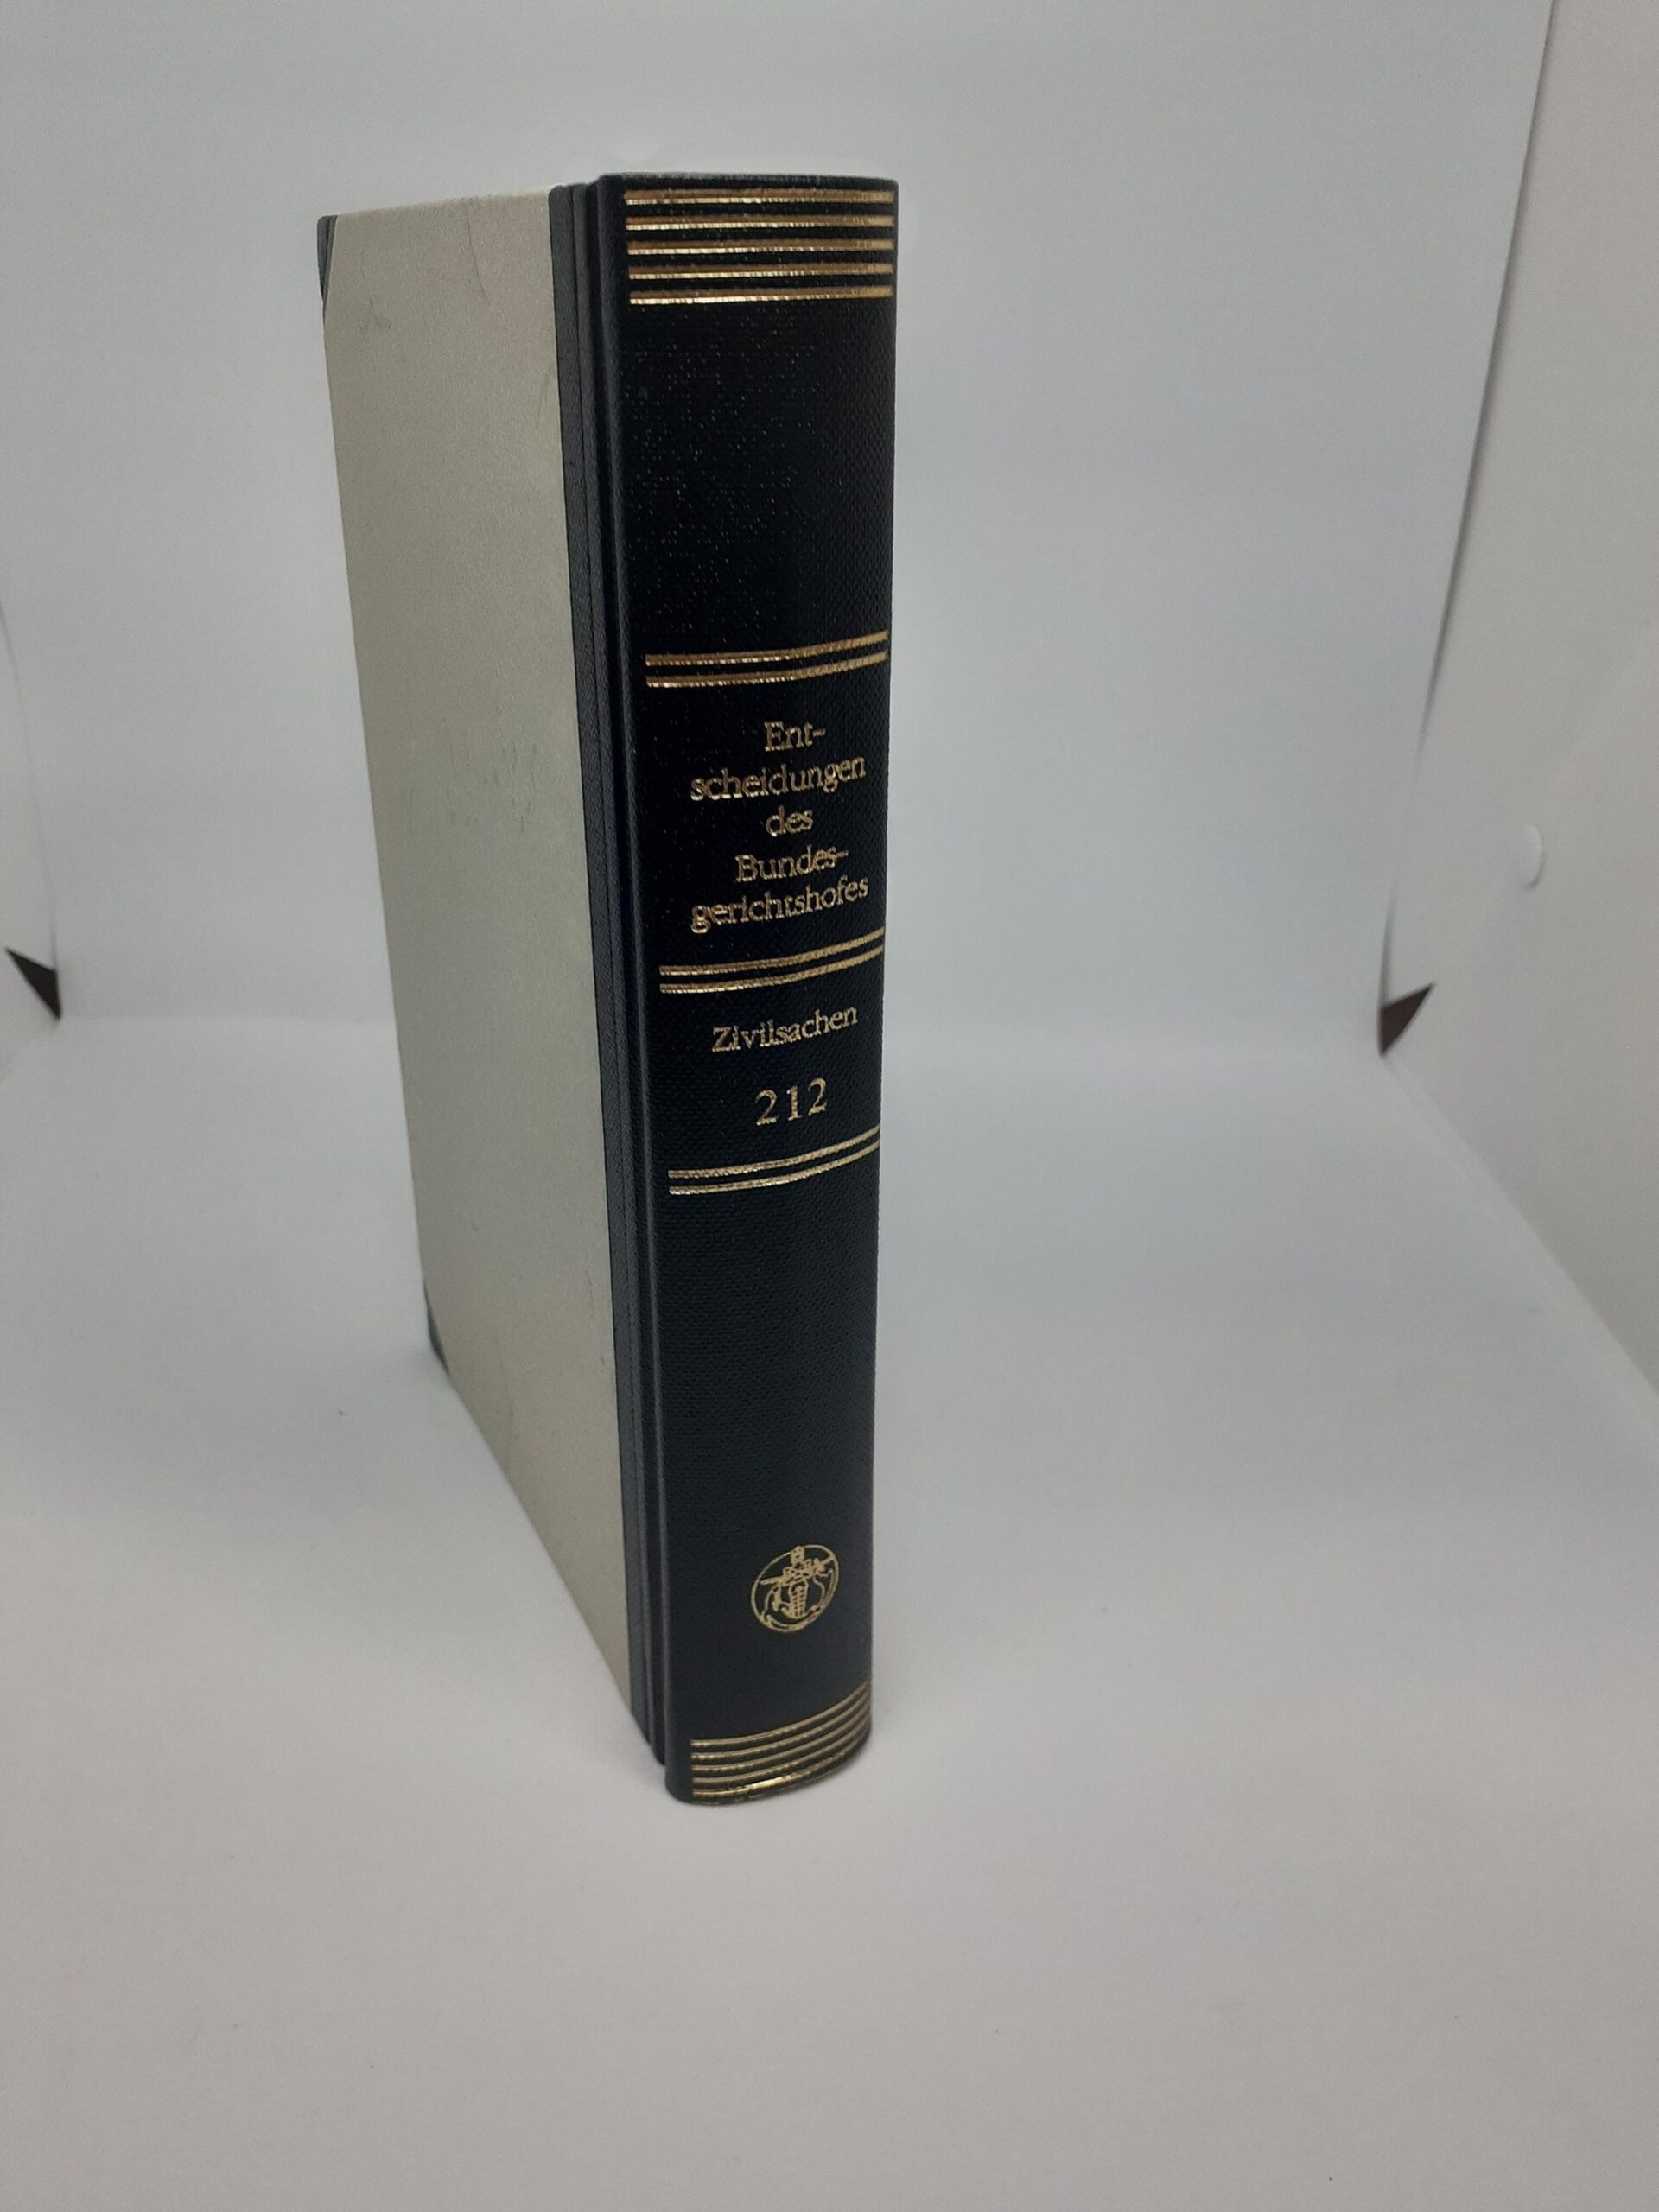 Ent-
scheidungen
des
Bundes-
gerichtshofes
Zivilsachen
212